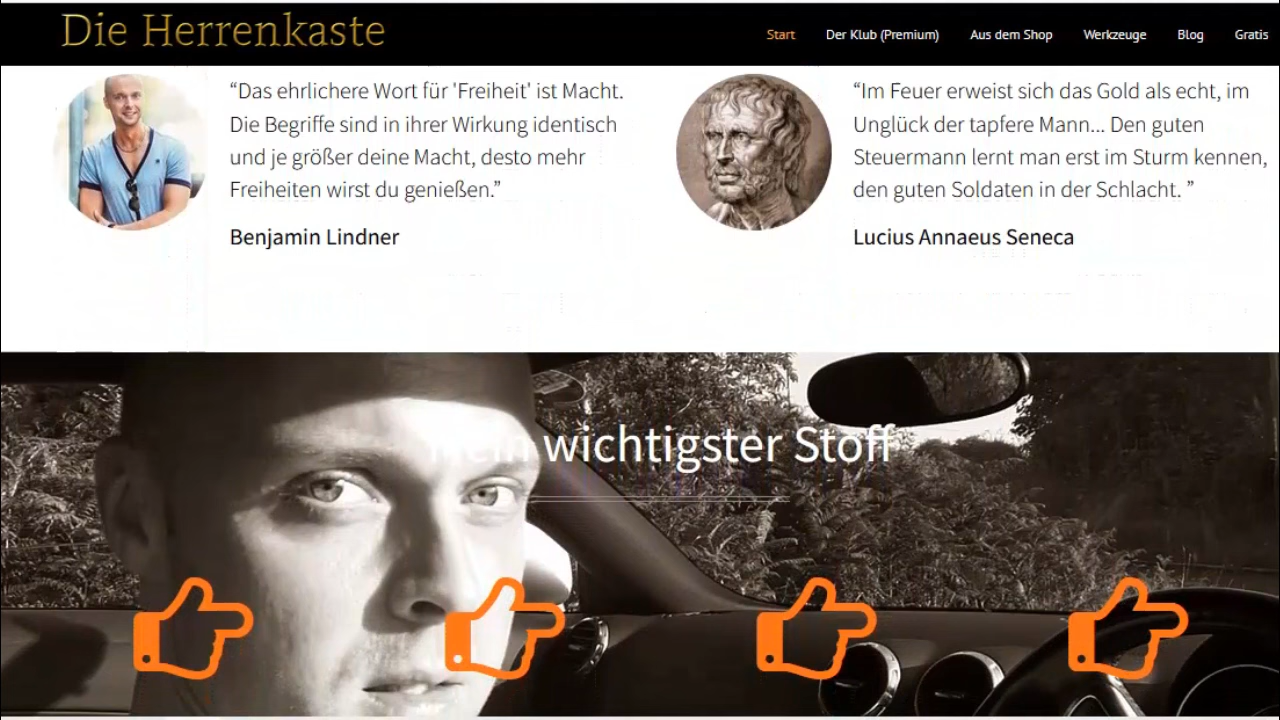 Die Herrenkaste
Start Der Klub (Premium) Aus dem Shop Werkzeuge Blog Gratis
“Das ehrlichere Wort für 'Freiheit' ist Macht.
Die Begriffe sind in ihrer Wirkung identisch
und je größer deine Macht, desto mehr
Freiheiten wirst du genießen.”
Benjamin Lindner
“Im Feuer erweist sich das Gold als echt, im
Unglück der tapfere Mann... Den guten
Steuermann lernt man erst im Sturm kennen,
den guten Soldaten in der Schlacht. ”
Lucius Annaeus Seneca
Mein wichtigster Stoff